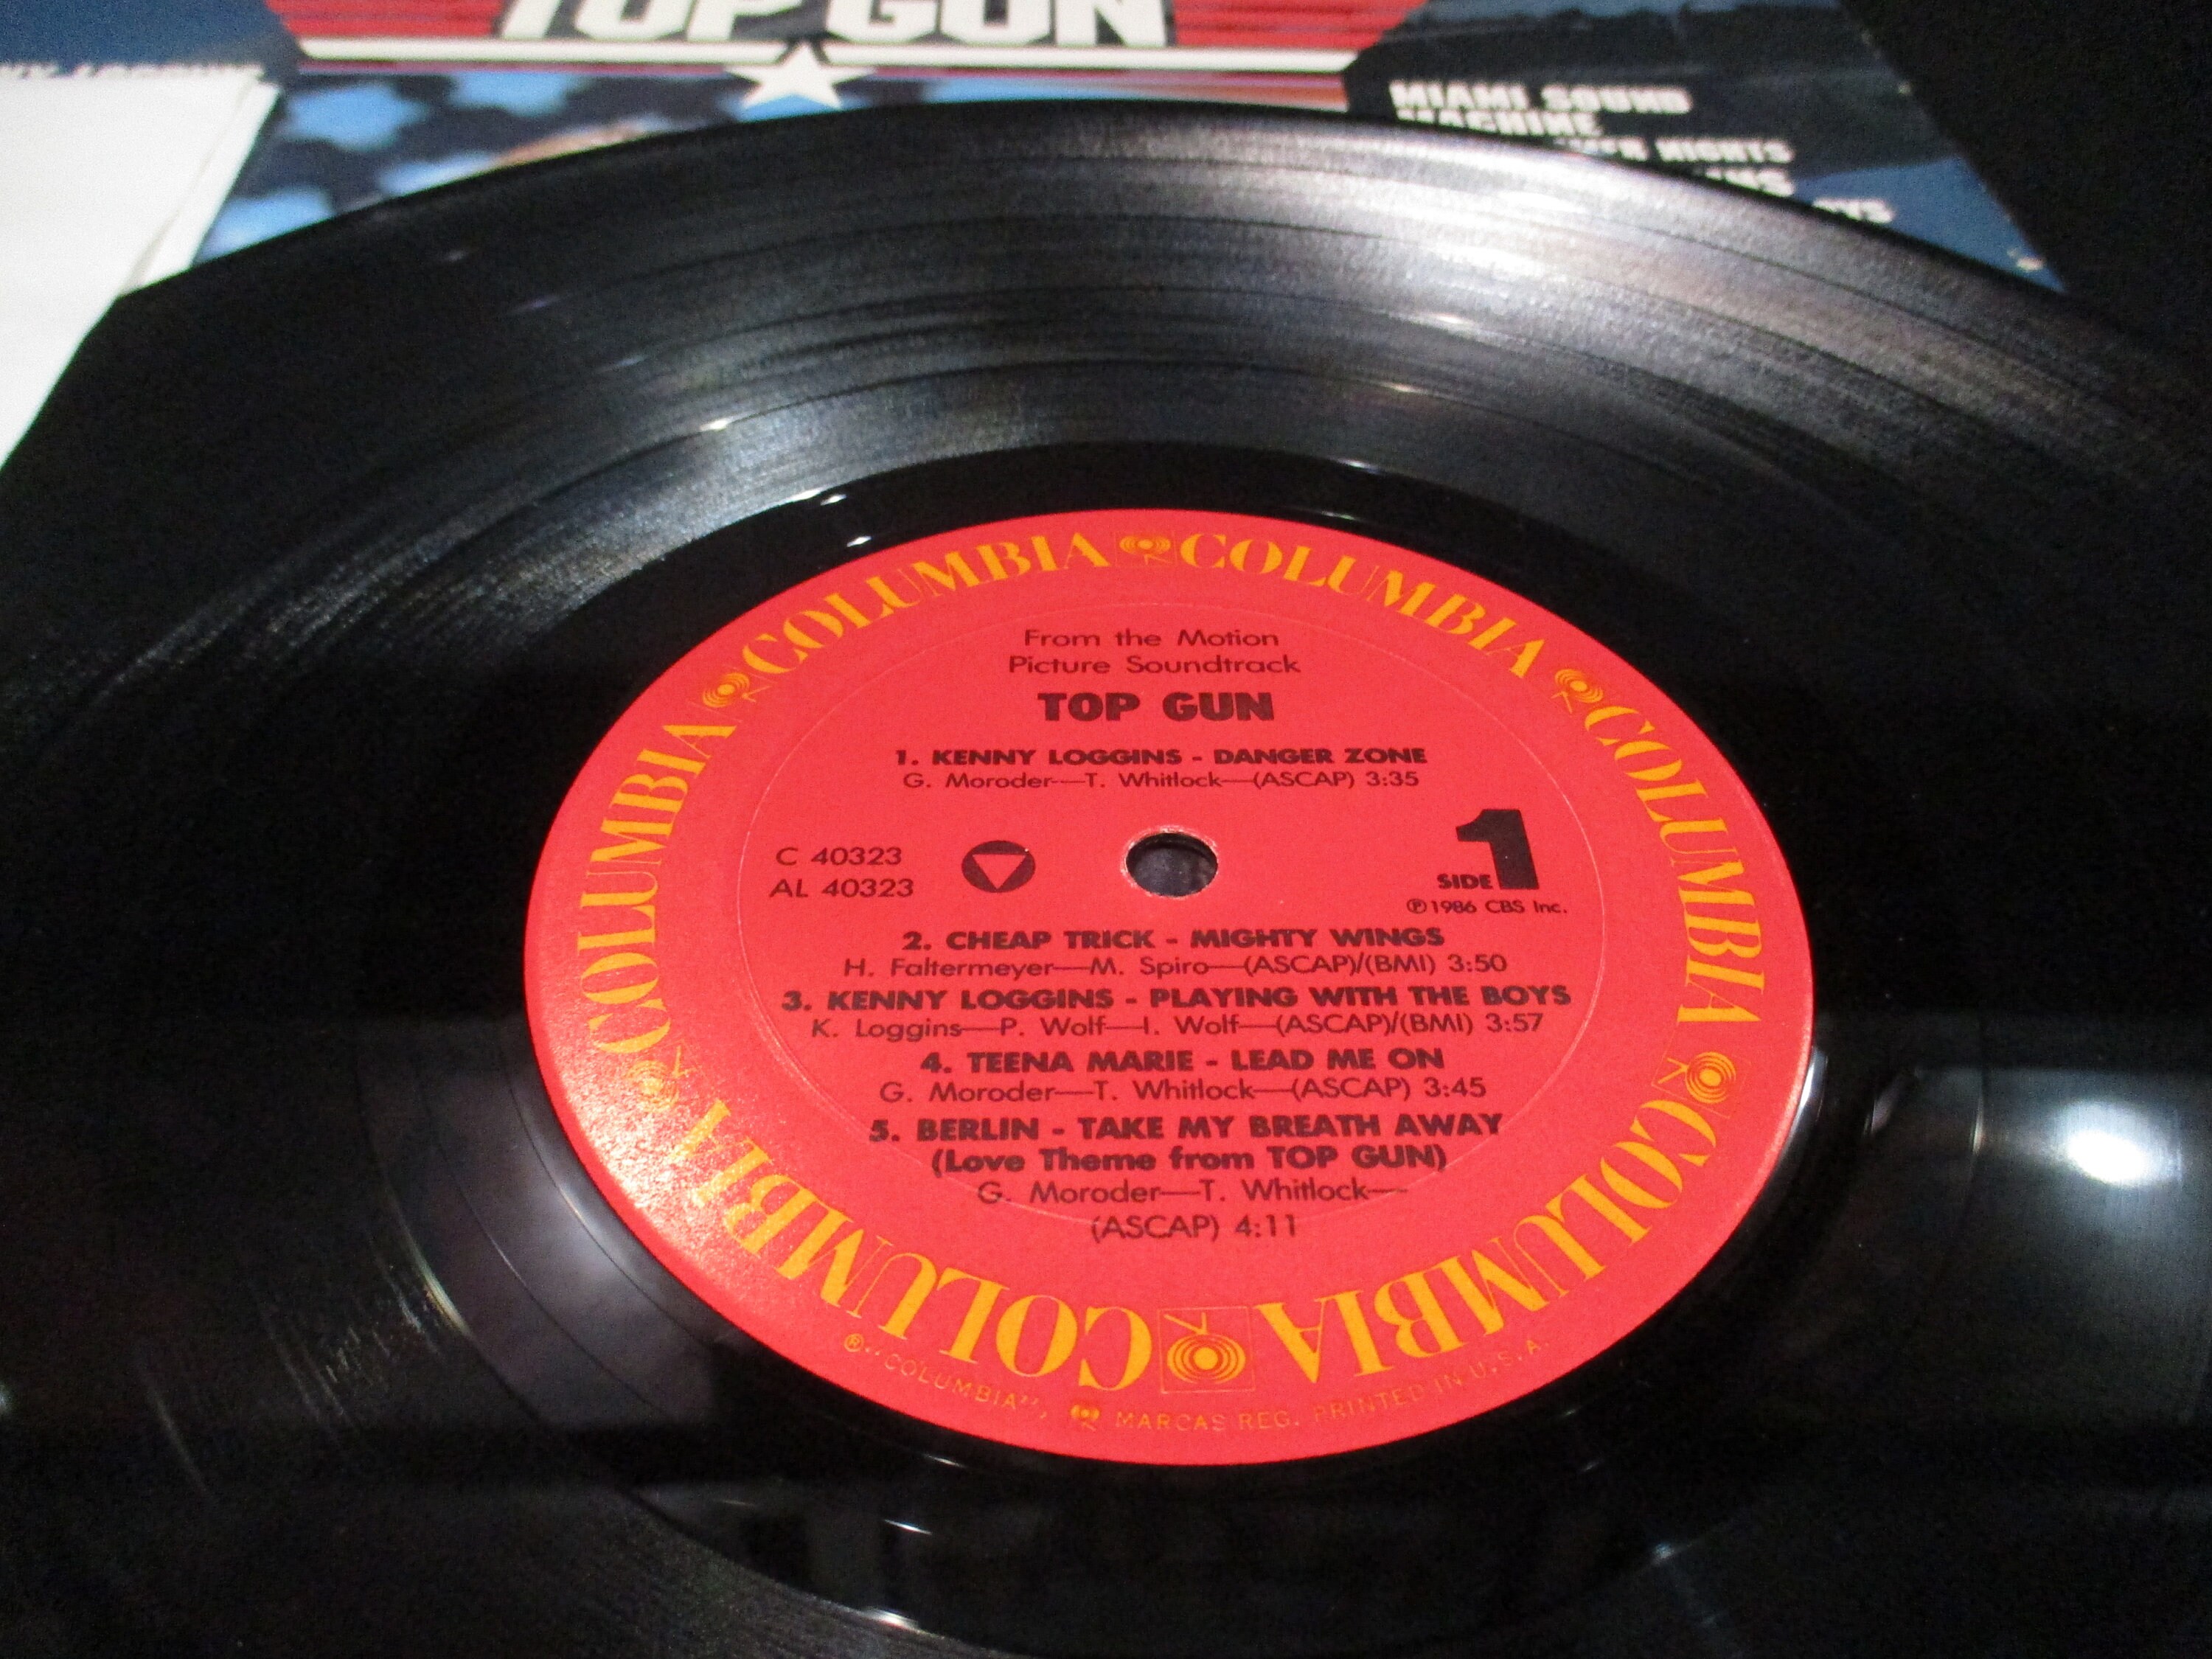 TOP GUN
MIAMI SOUND
MACHINE
NIGHTS
COLUMBIA COLUMBIA COLUMBIA COLUMBIA COLUMBIA COLUMBIA COLUMBIA COLUMBIA
From the Motion
Picture Soundtrack
TOP GUN
1. KENNY LOGGINS - DANGER ZONE
G. Moroder—T. Whitlock—(ASCAP) 3:35
C 40323
AL 40323
SIDE 1
℗1986 CBS Inc.
2. CHEAP TRICK - MIGHTY WINGS
H. Faltermeyer—M. Spiro—(ASCAP)/(BMI) 3:50
3. KENNY LOGGINS - PLAYING WITH THE BOYS
K. Loggins—P. Wolf—I. Wolf—(ASCAP)/(BMI) 3:57
4. TEENA MARIE - LEAD ME ON
G. Moroder—T. Whitlock—(ASCAP) 3:45
5. BERLIN - TAKE MY BREATH AWAY
(Love Theme from TOP GUN)
G. Moroder—T. Whitlock—
(ASCAP) 4:11
® "COLUMBIA", MARCAS REG. PRINTED IN U.S.A.